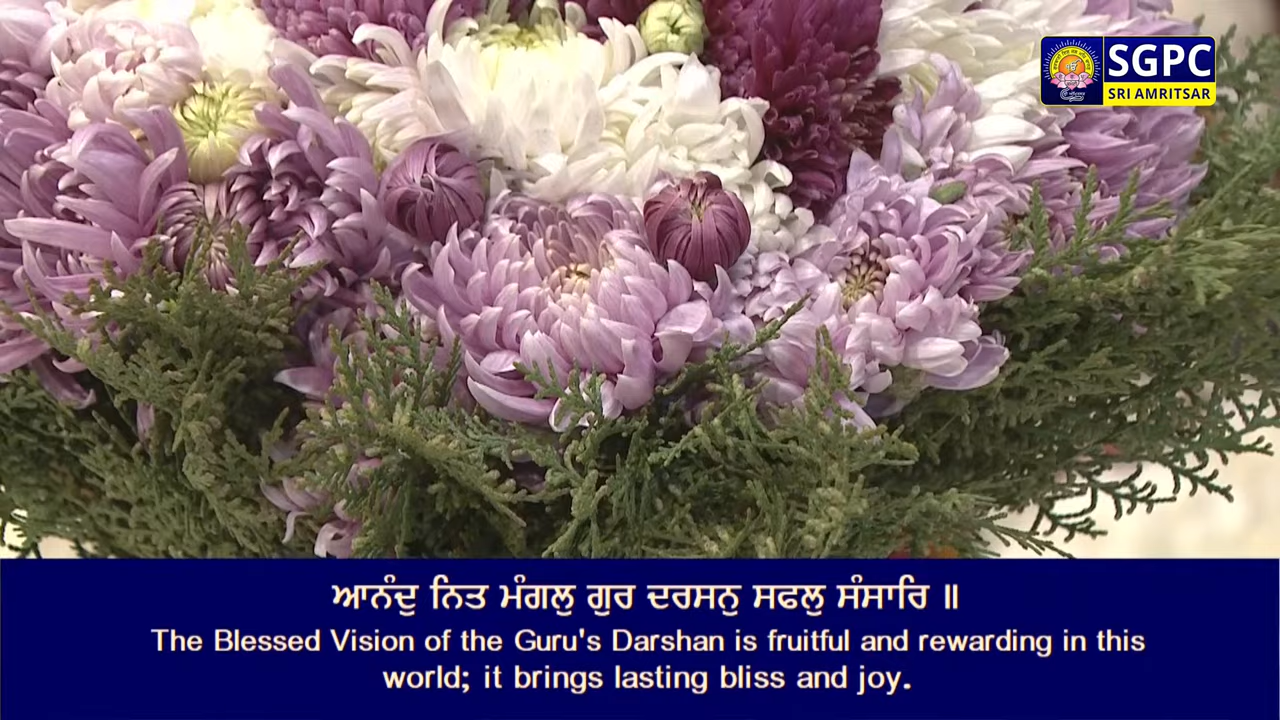 SGPC
SRI AMRITSAR
ਆਨੰਦੁ ਨਿਤ ਮੰਗਲੁ ਗੁਰ ਦਰਸਨੁ ਸਫਲੁ ਸੰਸਾਰਿ ॥
The Blessed Vision of the Guru's Darshan is fruitful and rewarding in this
world; it brings lasting bliss and joy.